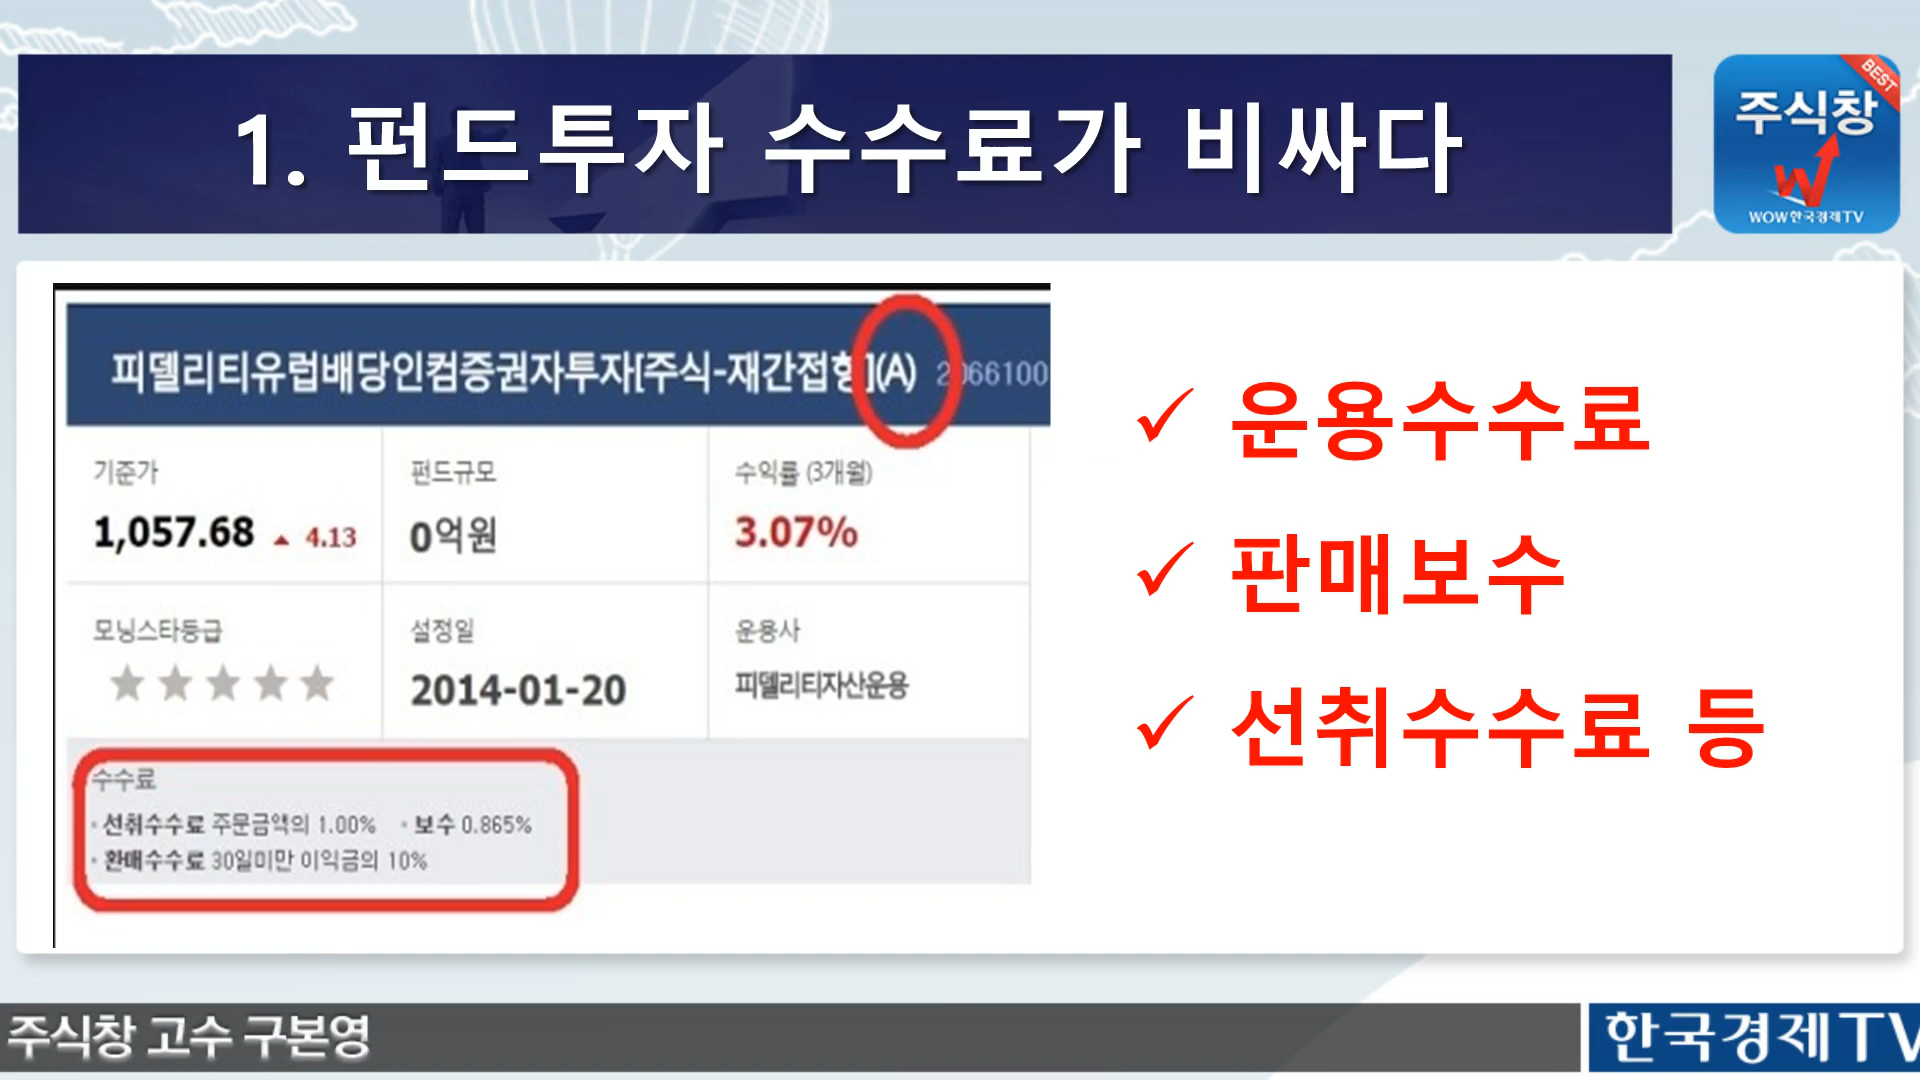 1. 펀드투자 수수료가 비싸다
BEST
주식창
WOW한국경제TV
피델리티유럽배당인컴증권자투자[주식-재간접형](A) 2066100
기준가
1,057.68 ▲ 4.13
펀드규모
0억원
수익률 (3개월)
3.07%
모닝스타등급
★★★★★
설정일
2014-01-20
운용사
피델리티자산운용
수수료
· 선취수수료 주문금액의 1.00% · 보수 0.865%
· 환매수수료 30일미만 이익금의 10%
✓ 운용수수료
✓ 판매보수
✓ 선취수수료 등
주식창 고수 구본영
한국경제TV